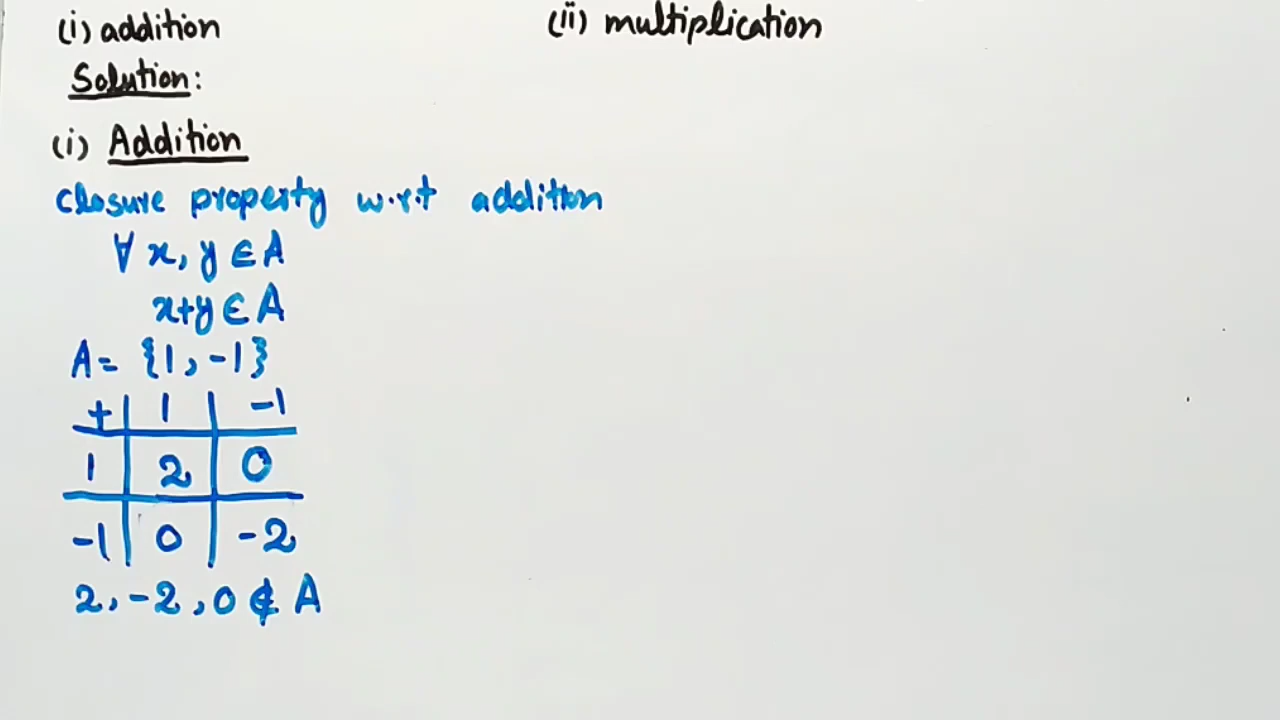 (i) addition (ii) multiplication
Solution:
(i) Addition
closure property w.r.t addition
∀ x, y ∈ A
x+y ∈ A
A = {1, -1}
+ | 1 | -1
1 | 2 | 0
-1 | 0 | -2
2, -2, 0 ∉ A